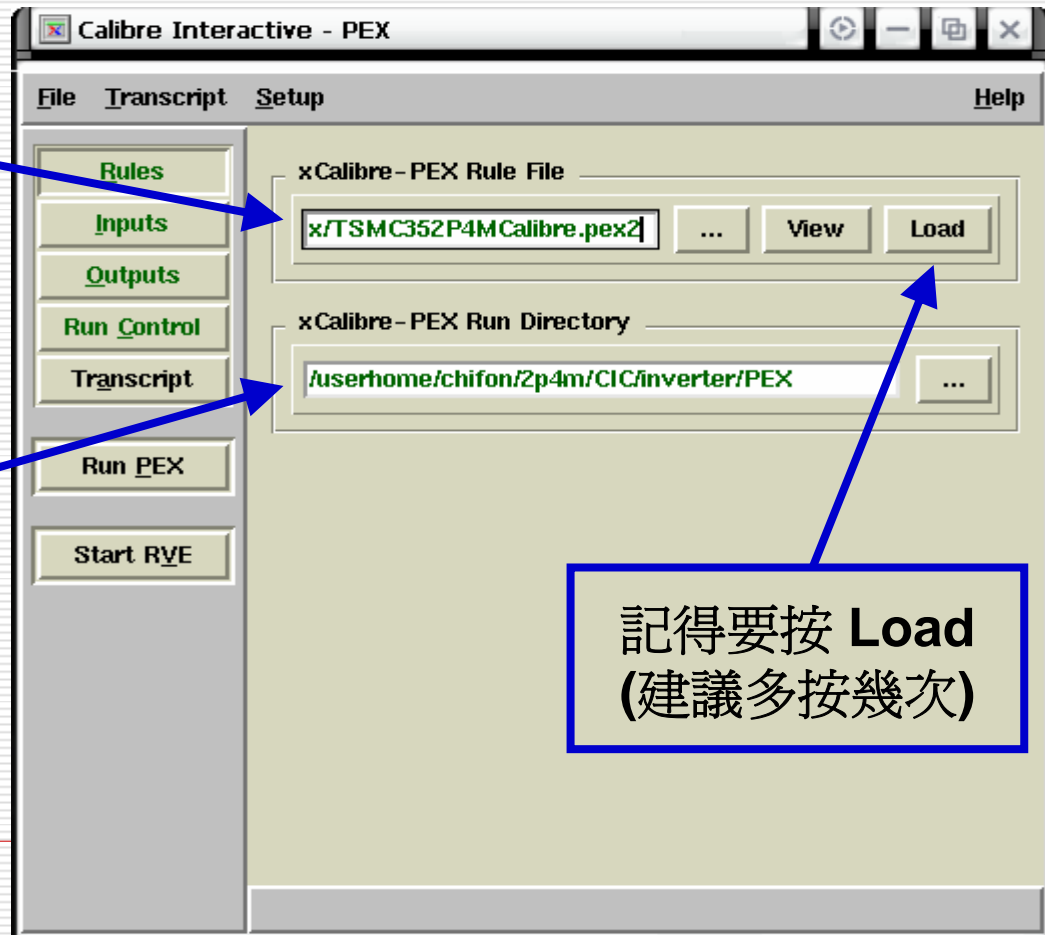 Calibre Interactive - PEX
File Transcript Setup Help
Rules
Inputs
Outputs
Run Control
Transcript
Run PEX
Start RVE
xCalibre-PEX Rule File
x/TSMC352P4MCalibre.pex2 ... View Load
xCalibre-PEX Run Directory
/userhome/chifon/2p4m/CIC/inverter/PEX ...
記得要按 Load
(建議多按幾次)